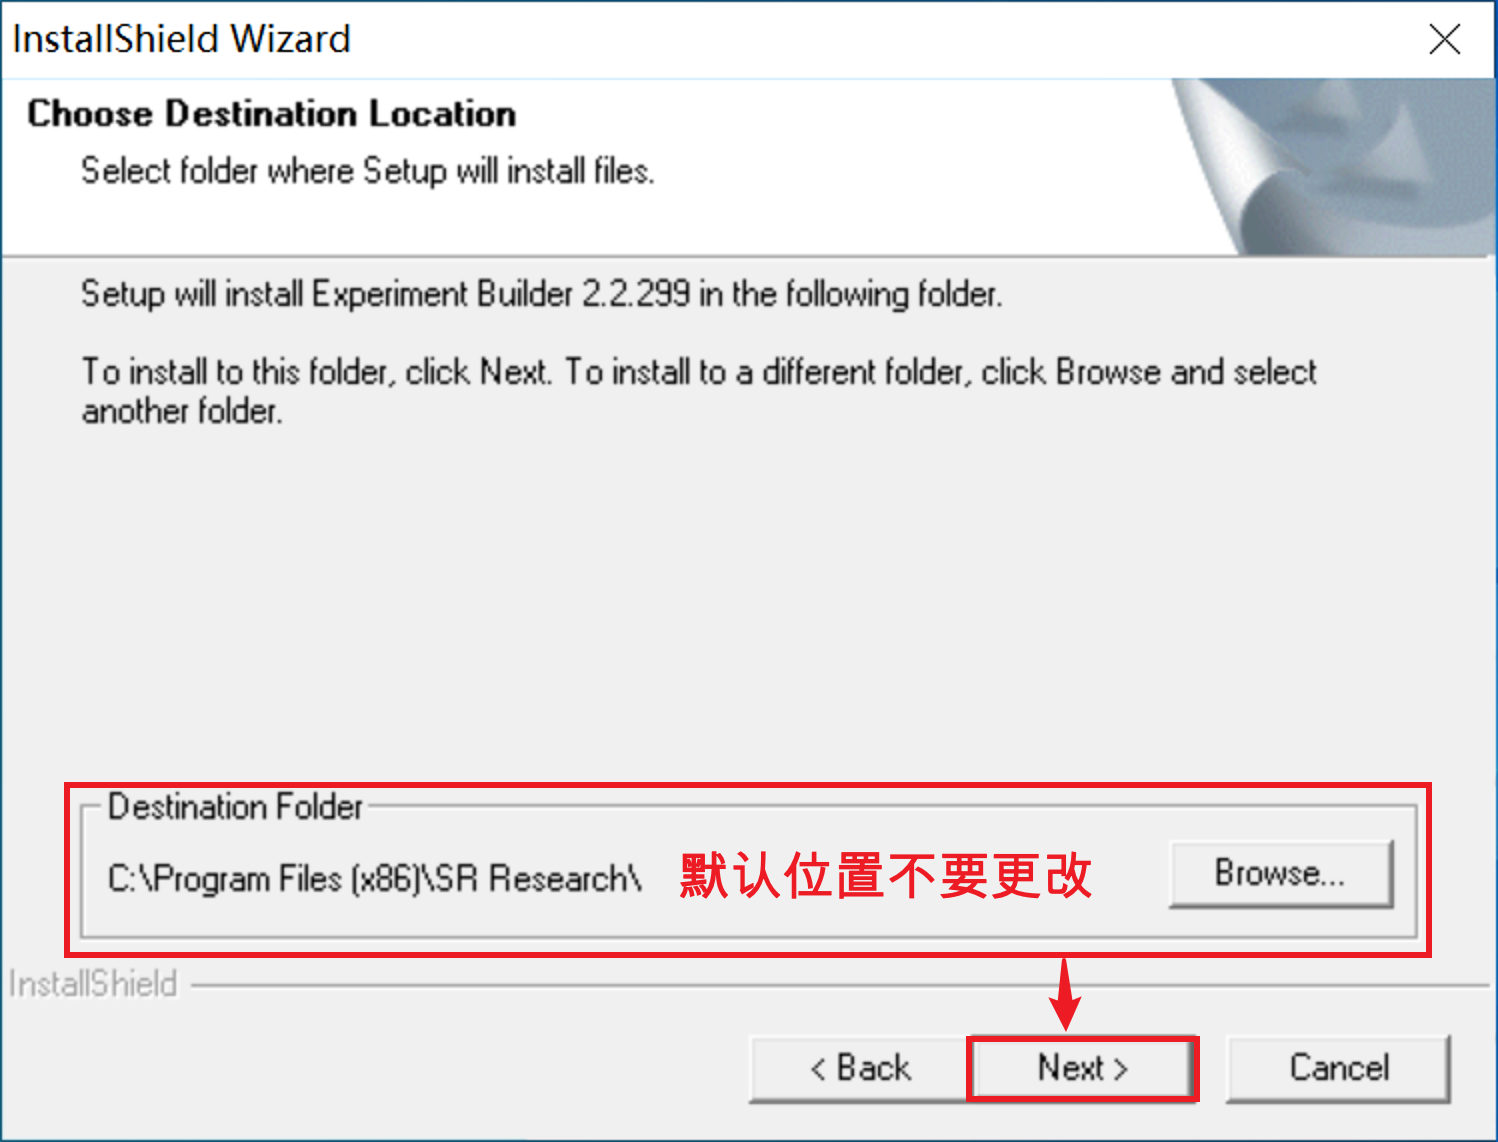 InstallShield Wizard
Choose Destination Location
Select folder where Setup will install files.
Setup will install Experiment Builder 2.2.299 in the following folder.
To install to this folder, click Next. To install to a different folder, click Browse and select
another folder.
Destination Folder
C:\Program Files (x86)\SR Research\ 默认位置不要更改 Browse...
InstallShield
< Back Next > Cancel